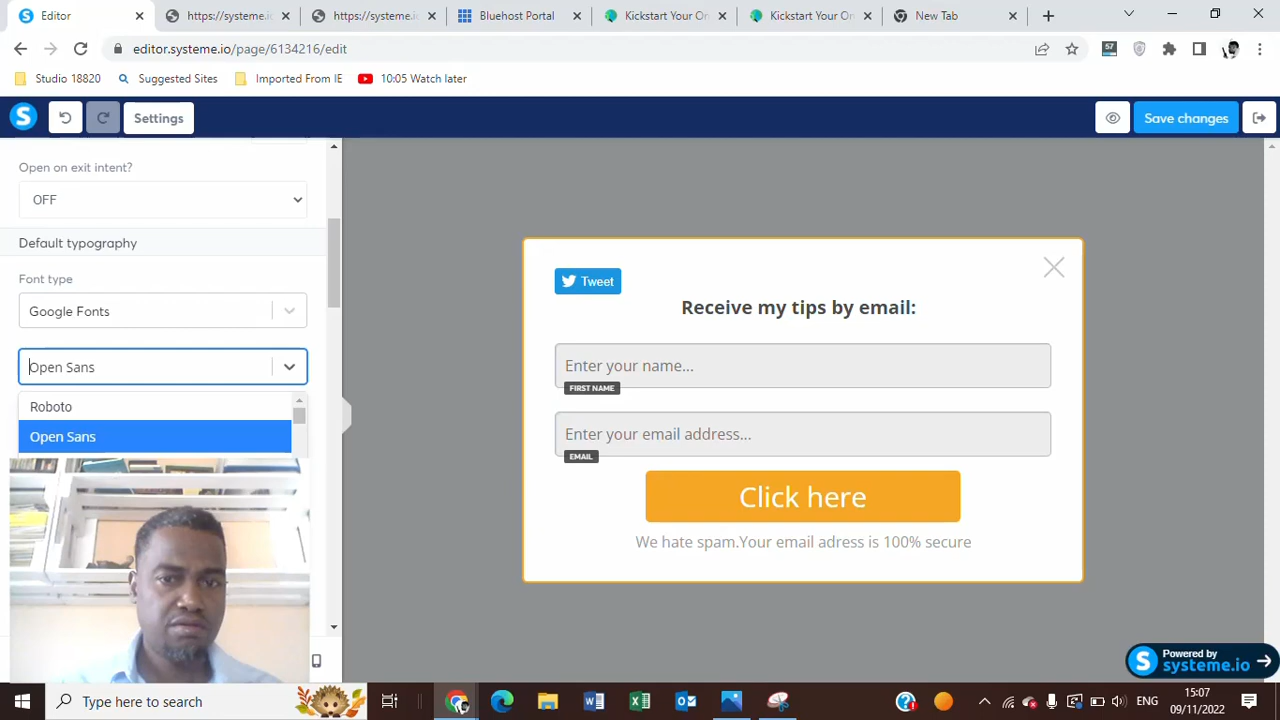 Editor
https://systeme.i
https://systeme.i
Bluehost Portal
Kickstart Your On
Kickstart Your On
New Tab
editor.systeme.io/page/6134216/edit
57
Studio 18820
Suggested Sites
Imported From IE
10:05 Watch later
S
Settings
Save changes
Open on exit intent?
OFF
Default typography
Font type
Google Fonts
Open Sans
Roboto
Open Sans
Tweet
Receive my tips by email:
Enter your name...
FIRST NAME
Enter your email address...
EMAIL
Click here
We hate spam.Your email adress is 100% secure
S
Powered by
systeme.io
Type here to search
ENG
15:07
09/11/2022